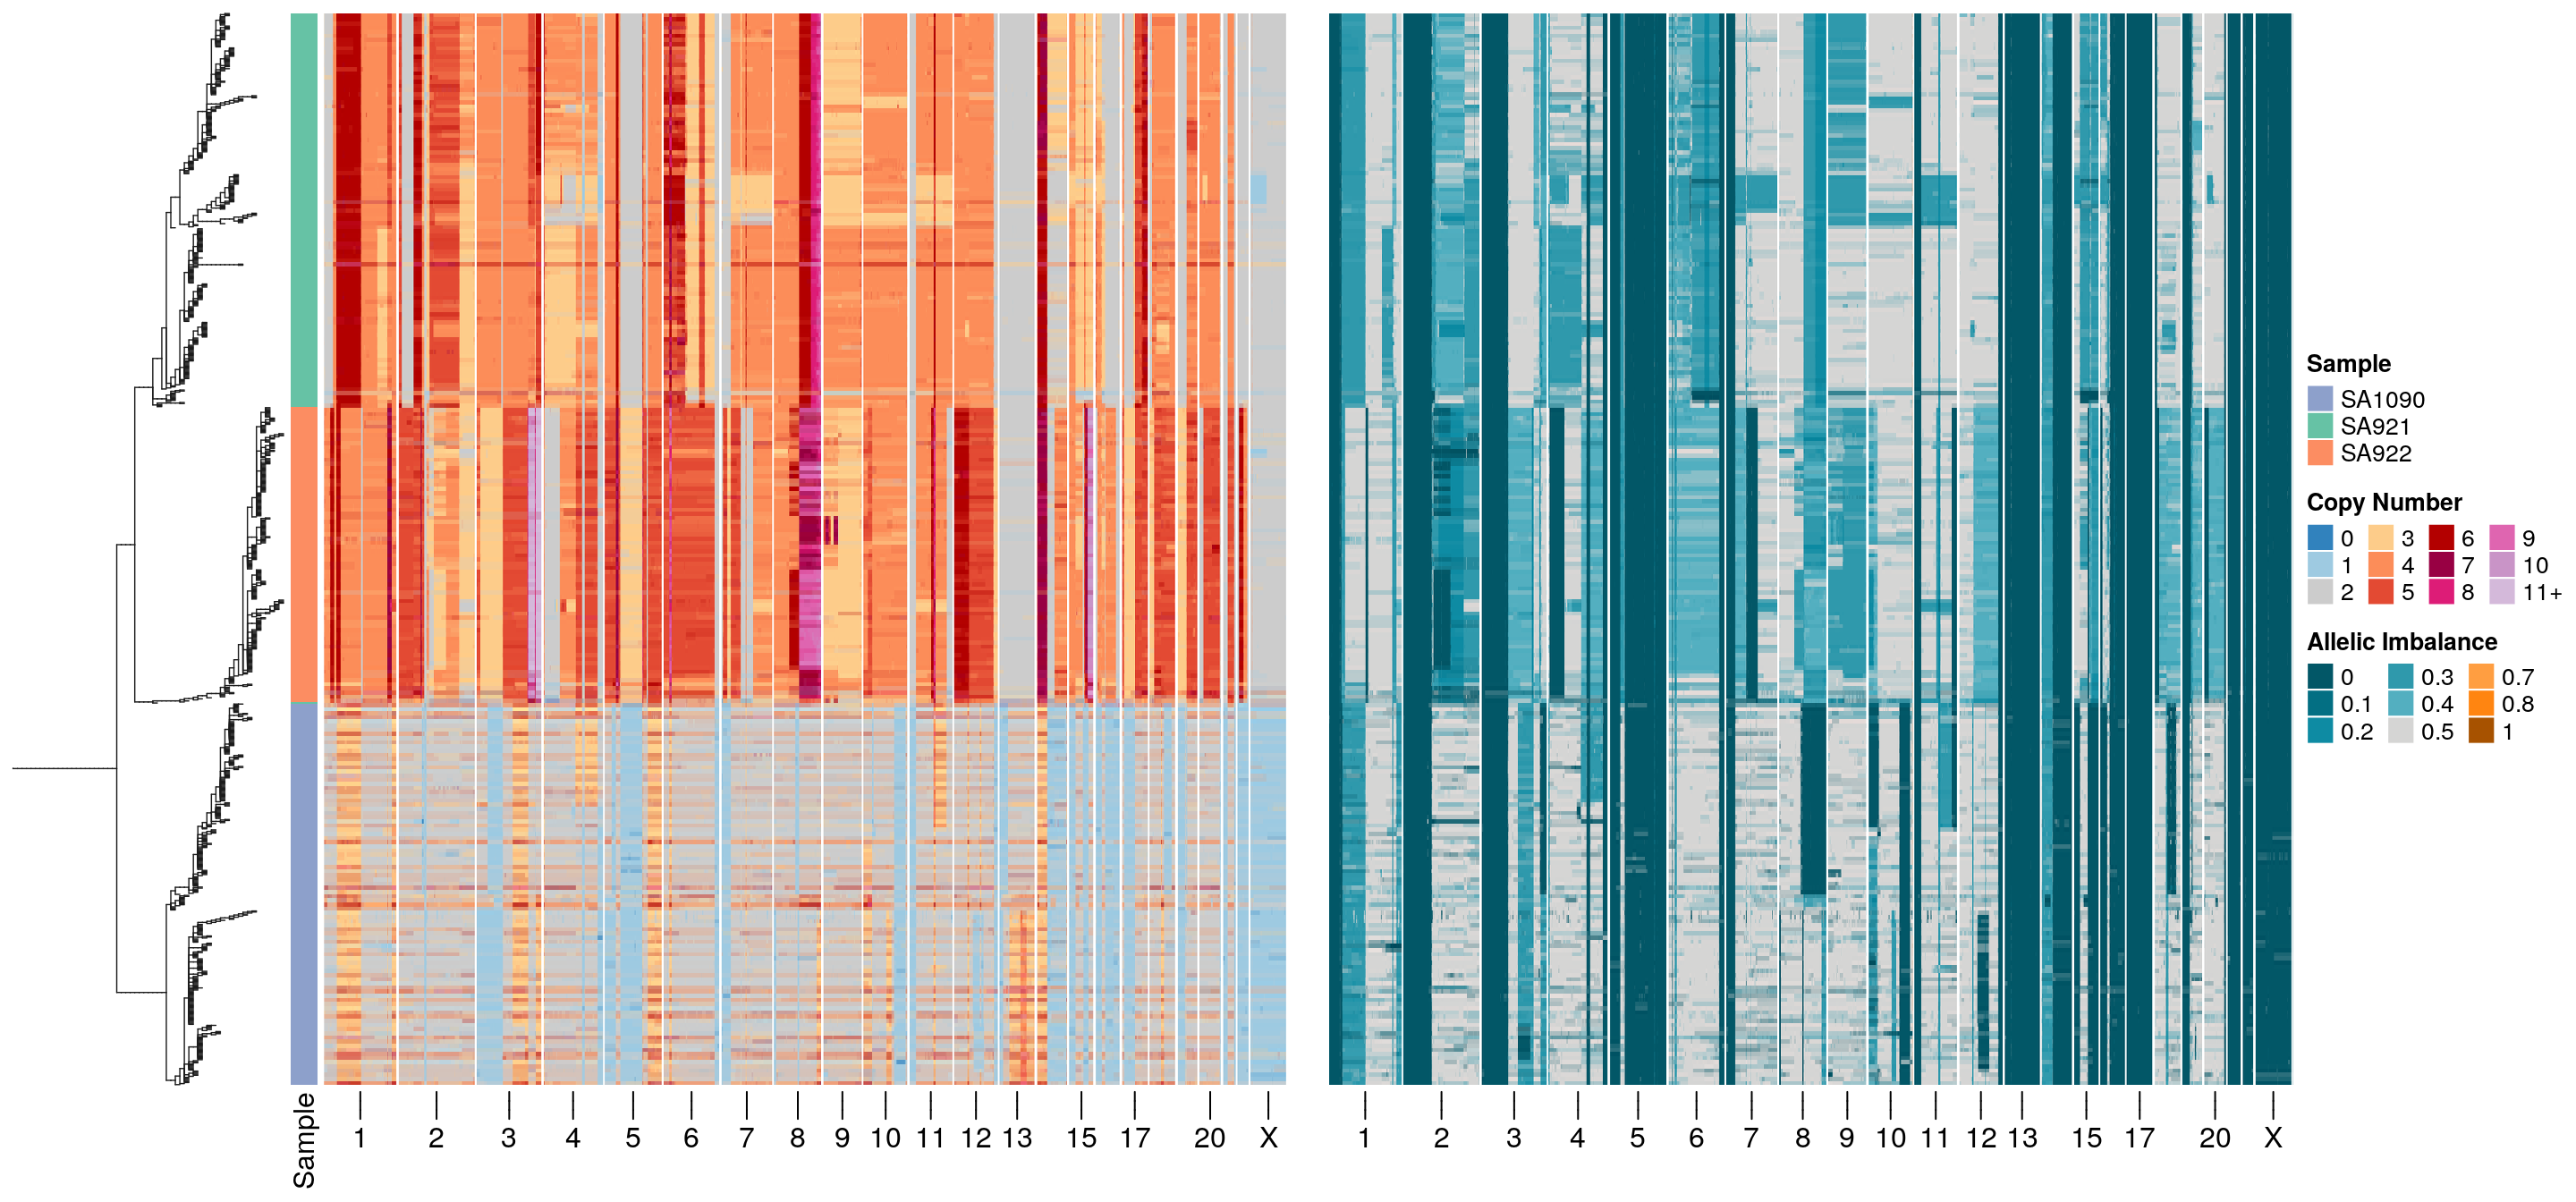 Sample
SA1090
SA921
SA922
Copy Number
0 3 6 9
1 4 7 10
2 5 8 11+
Allelic Imbalance
0 0.3 0.7
0.1 0.4 0.8
0.2 0.5 1
Sample
1 2 3 4 5 6 7 8 9 10 11 12 13 15 17 20 X
1 2 3 4 5 6 7 8 9 10 11 12 13 15 17 20 X